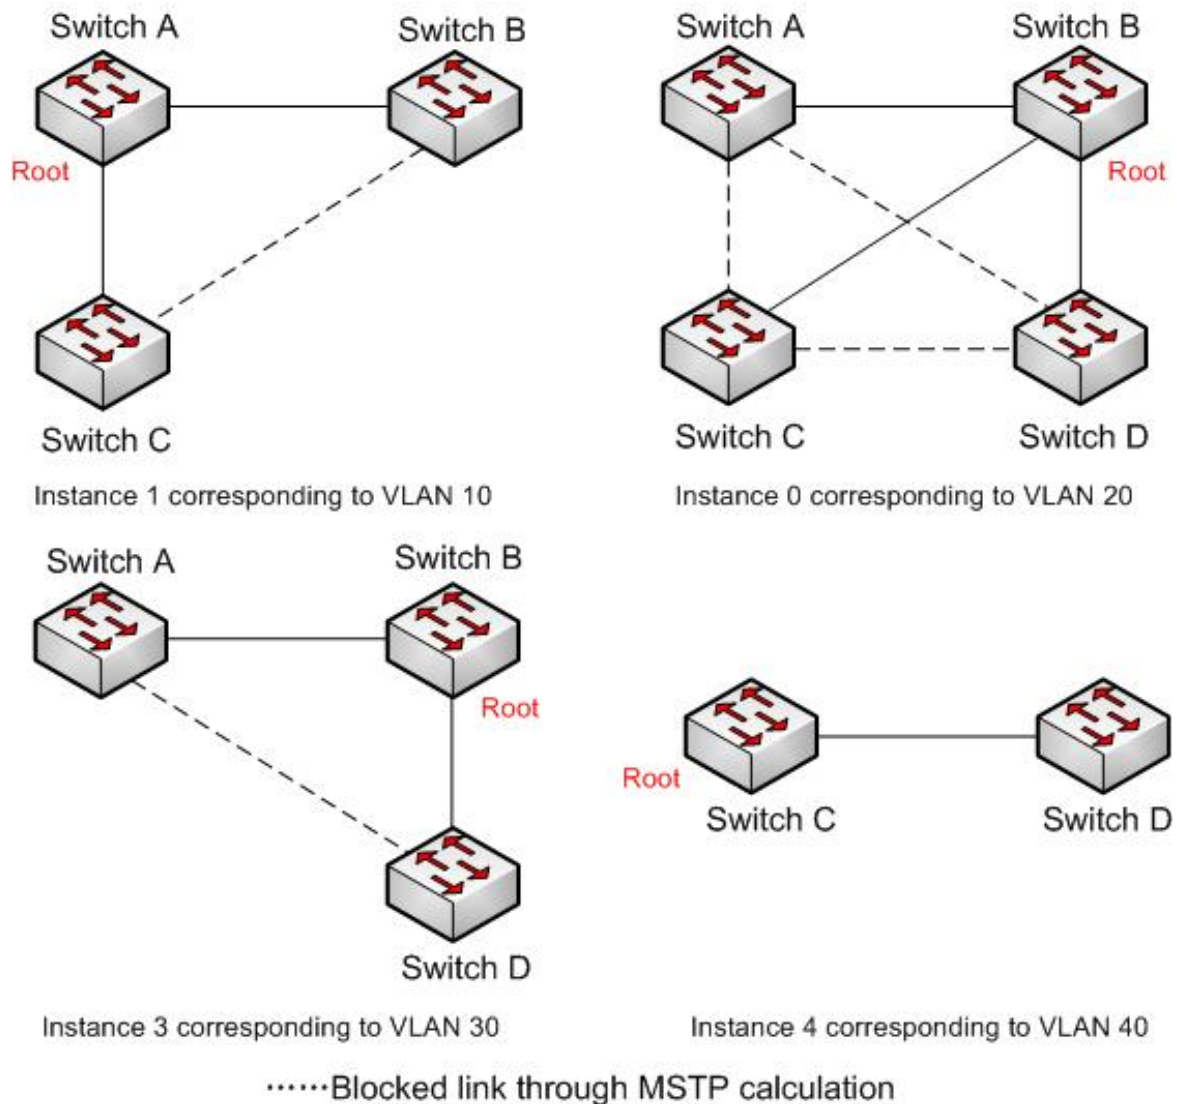 Switch A
Switch B
Root
Switch C
Instance 1 corresponding to VLAN 10
Switch A
Switch B
Root
Switch C
Switch D
Instance 0 corresponding to VLAN 20
Switch A
Switch B
Root
Switch D
Instance 3 corresponding to VLAN 30
Root
Switch C
Switch D
Instance 4 corresponding to VLAN 40
······Blocked link through MSTP calculation